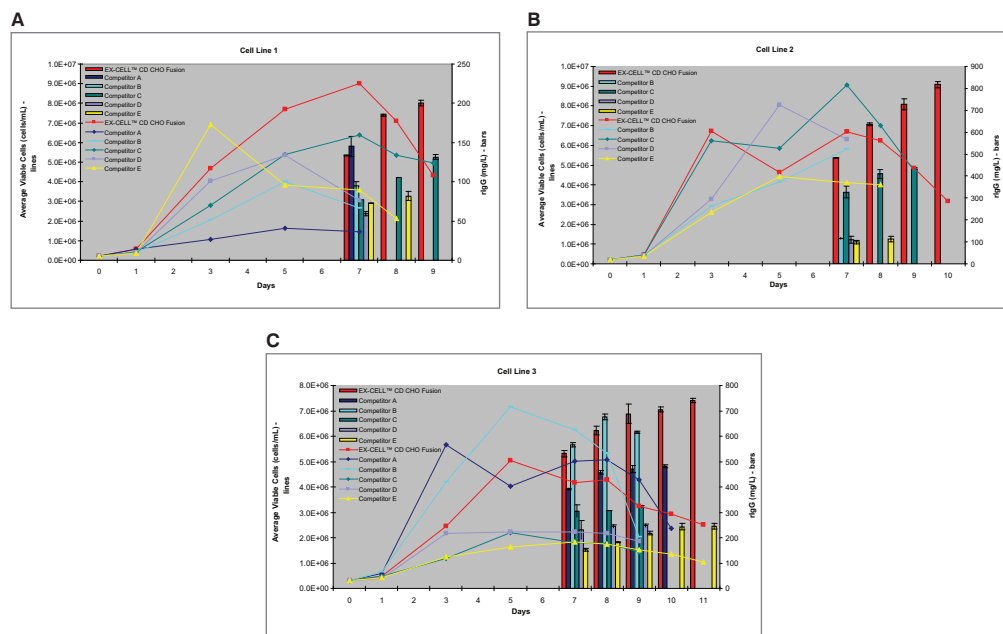 A
Cell Line 1
1.0E+07
9.0E+06
8.0E+06
7.0E+06
6.0E+06
5.0E+06
4.0E+06
3.0E+06
2.0E+06
1.0E+06
0.0E+00
Average Viable Cells (cells/mL) -
lines
EX-CELL™ CD CHO Fusion
Competitor A
Competitor B
Competitor C
Competitor D
Competitor E
EX-CELL™ CD CHO Fusion
Competitor A
Competitor B
Competitor C
Competitor D
Competitor E
250
200
150
100
50
0
rIgG (mg/L) - bars
0 1 2 3 4 5 6 7 8 9
Days
B
Cell Line 2
1.0E+07
9.0E+06
8.0E+06
7.0E+06
6.0E+06
5.0E+06
4.0E+06
3.0E+06
2.0E+06
1.0E+06
0.0E+00
Average Viable Cells (cells/mL) -
lines
EX-CELL™ CD CHO Fusion
Competitor B
Competitor C
Competitor D
Competitor E
EX-CELL™ CD CHO Fusion
Competitor B
Competitor C
Competitor D
Competitor E
900
800
700
600
500
400
300
200
100
0
rIgG (mg/L) - bars
0 1 2 3 4 5 6 7 8 9 10
Days
C
Cell Line 3
8.0E+06
7.0E+06
6.0E+06
5.0E+06
4.0E+06
3.0E+06
2.0E+06
1.0E+06
0.0E+00
Average Viable Cells (cells/mL) -
lines
EX-CELL™ CD CHO Fusion
Competitor A
Competitor B
Competitor C
Competitor D
Competitor E
EX-CELL™ CD CHO Fusion
Competitor A
Competitor B
Competitor C
Competitor D
Competitor E
800
700
600
500
400
300
200
100
0
rIgG (mg/L) - bars
0 1 2 3 4 5 6 7 8 9 10 11
Days